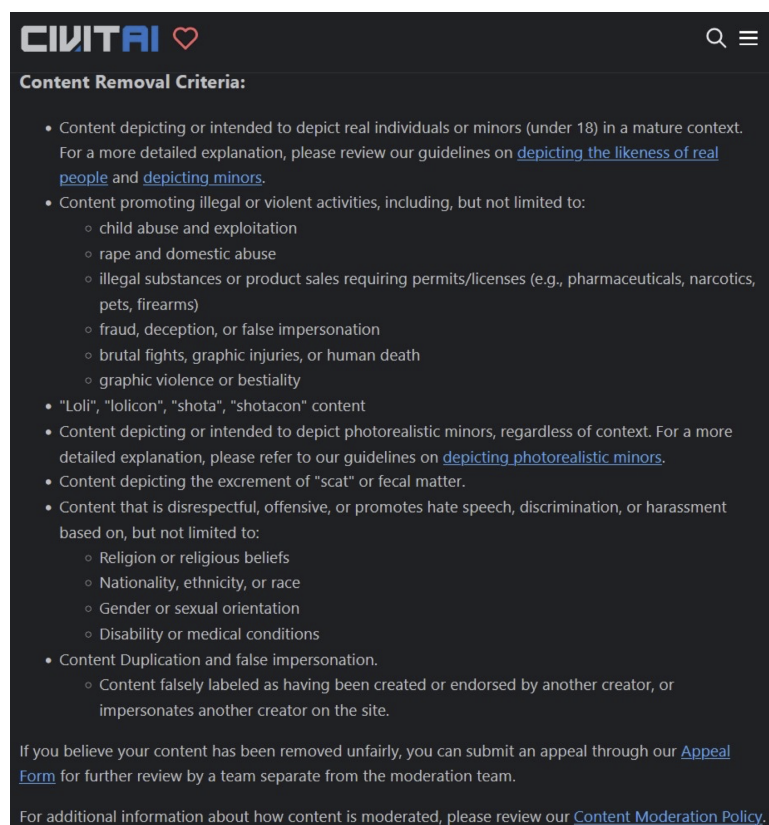 CIVITAI
Content Removal Criteria:
• Content depicting or intended to depict real individuals or minors (under 18) in a mature context.
For a more detailed explanation, please review our guidelines on depicting the likeness of real
people and depicting minors.
• Content promoting illegal or violent activities, including, but not limited to:
◦ child abuse and exploitation
◦ rape and domestic abuse
◦ illegal substances or product sales requiring permits/licenses (e.g., pharmaceuticals, narcotics,
pets, firearms)
◦ fraud, deception, or false impersonation
◦ brutal fights, graphic injuries, or human death
◦ graphic violence or bestiality
• "Loli", "lolicon", "shota", "shotacon" content
• Content depicting or intended to depict photorealistic minors, regardless of context. For a more
detailed explanation, please refer to our guidelines on depicting photorealistic minors.
• Content depicting the excrement of "scat" or fecal matter.
• Content that is disrespectful, offensive, or promotes hate speech, discrimination, or harassment
based on, but not limited to:
◦ Religion or religious beliefs
◦ Nationality, ethnicity, or race
◦ Gender or sexual orientation
◦ Disability or medical conditions
• Content Duplication and false impersonation.
◦ Content falsely labeled as having been created or endorsed by another creator, or
impersonates another creator on the site.
If you believe your content has been removed unfairly, you can submit an appeal through our Appeal
Form for further review by a team separate from the moderation team.
For additional information about how content is moderated, please review our Content Moderation Policy.